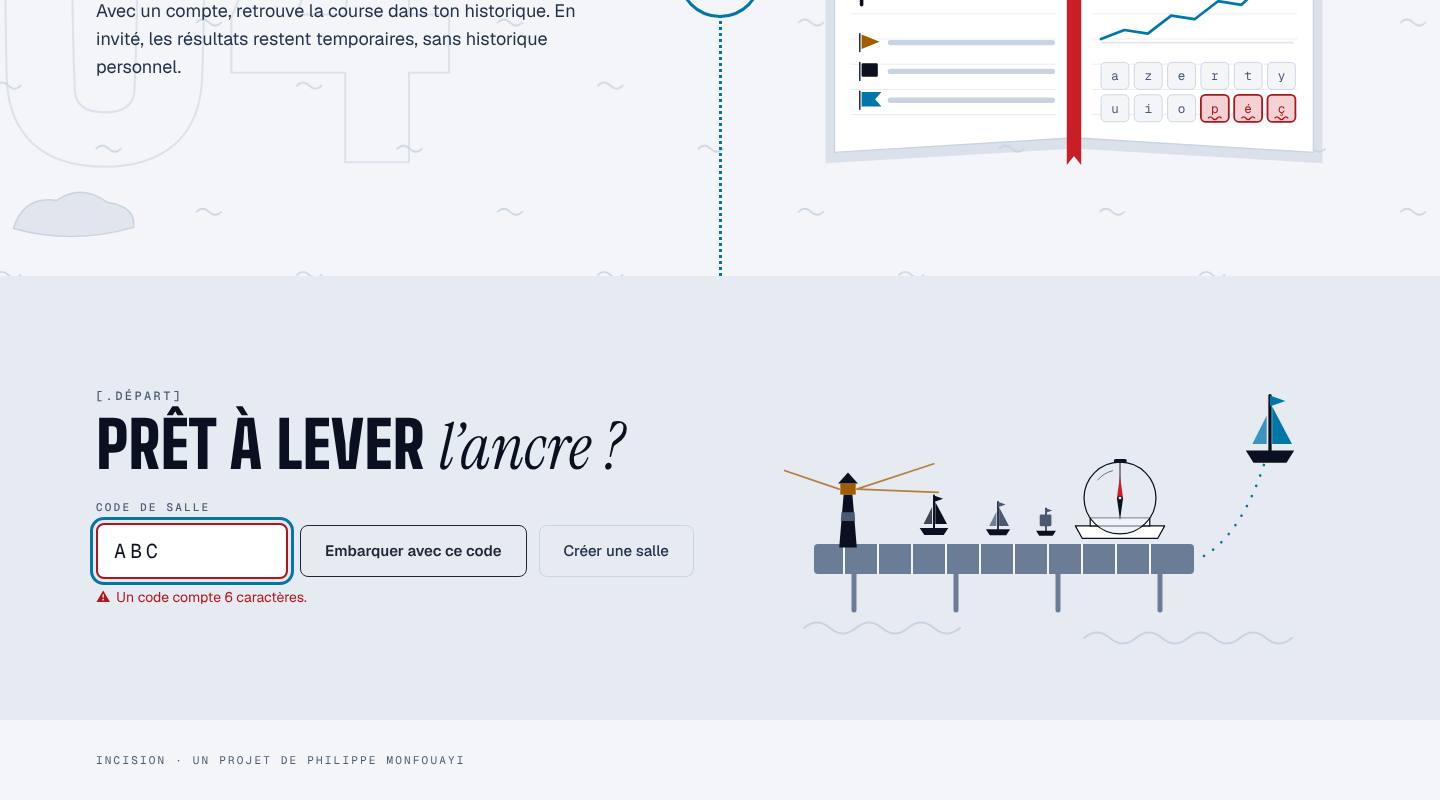 Avec un compte, retrouve la course dans ton historique. En
invité, les résultats restent temporaires, sans historique
personnel.
a z e r t y
u i o p é ç
[.DÉPART]
PRÊT À LEVER l'ancre ?
CODE DE SALLE
ABC
Embarquer avec ce code
Créer une salle
Un code compte 6 caractères.
INCISION · UN PROJET DE PHILIPPE MONFOUAYI